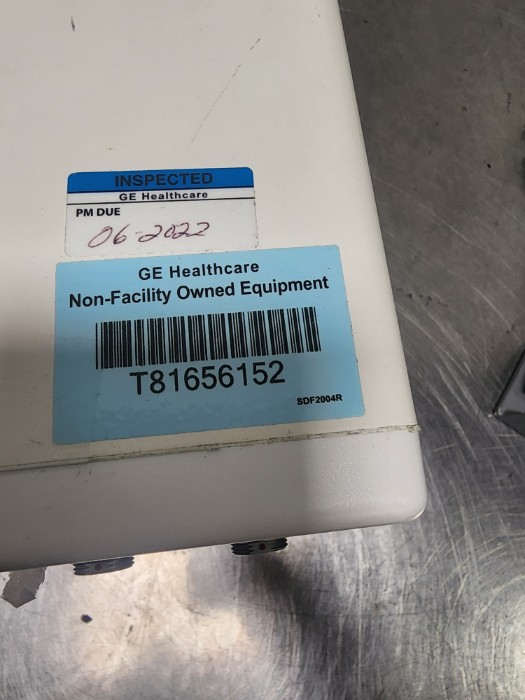 INSPECTED
GE Healthcare
PM DUE
06-2022
GE Healthcare
Non-Facility Owned Equipment
T81656152
SDF2004R